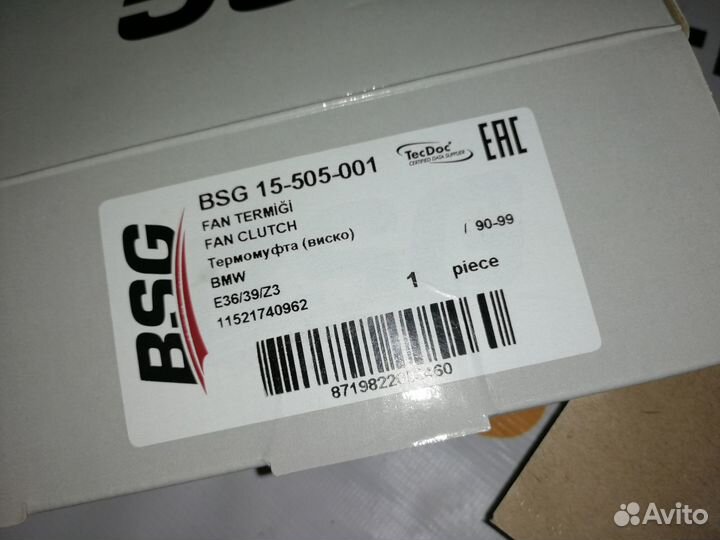 BSG
BSG 15-505-001
TecDoc
CERTIFIED DATA SUPPLIER
EAC
FAN TERMİĞİ
FAN CLUTCH
Термомуфта (виско)
/ 90-99
BMW
E36/39/Z3
1 piece
11521740962
Avito